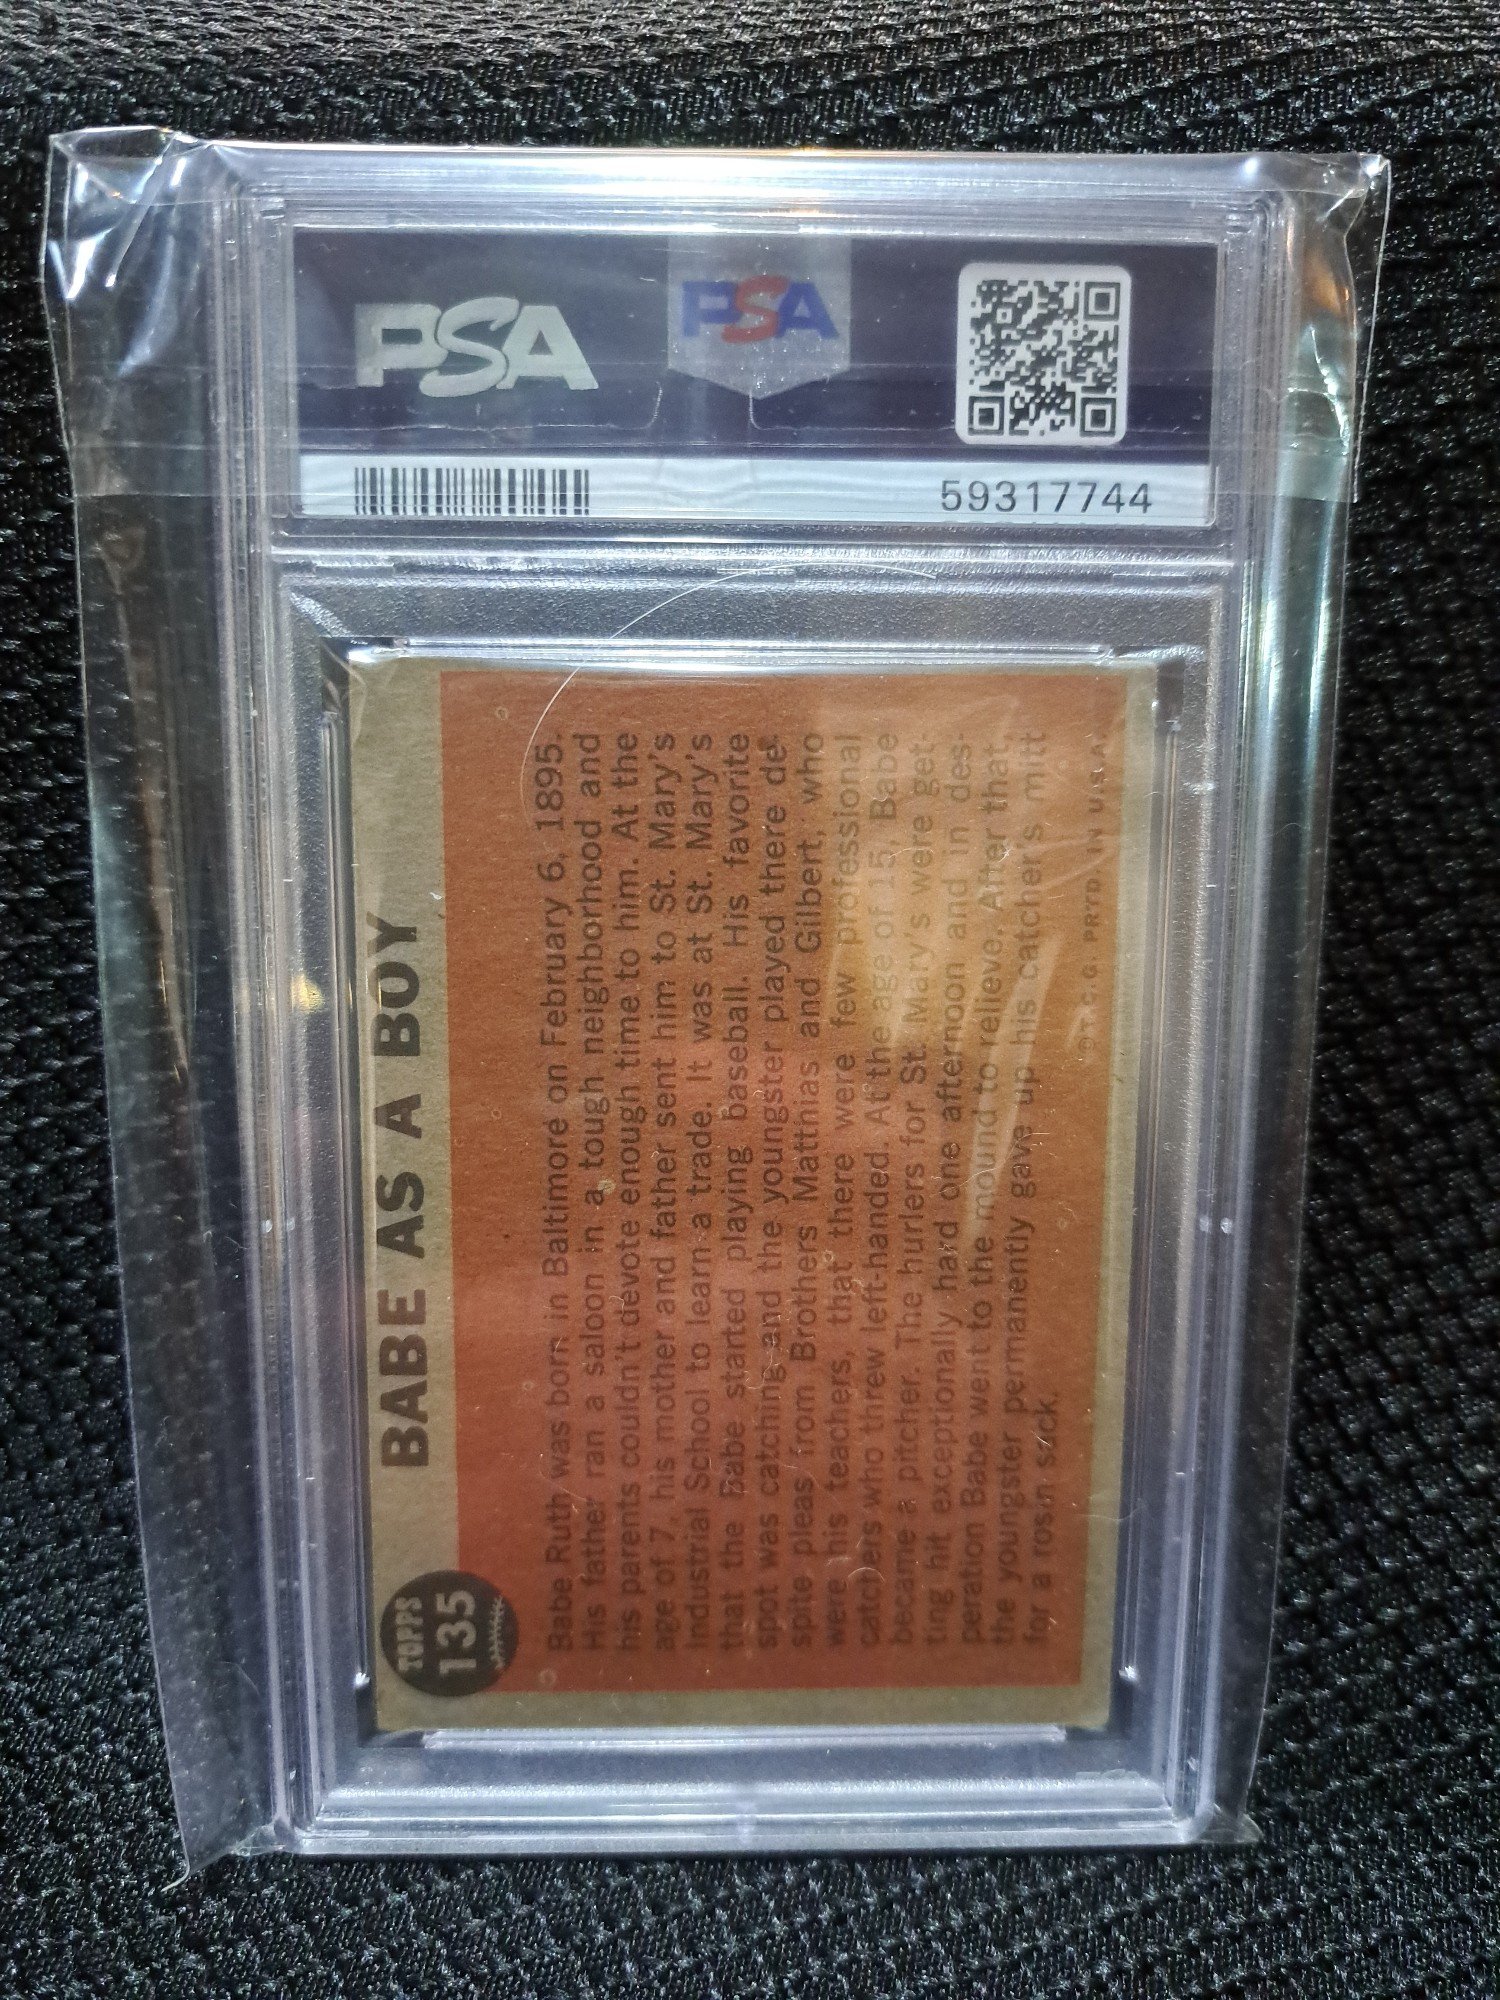 PSA
PSA
59317744
TOPPS
135
BABE AS A BOY
Babe Ruth was born in Baltimore on February 6, 1895.
His father ran a saloon in a tough neighborhood and
his parents couldn't devote enough time to him. At the
age of 7, his mother and father sent him to St. Mary's
Industrial School to learn a trade. It was at St. Mary's
that the Babe started playing baseball. His favorite
spot was catching and the youngster played there de-
spite pleas from Brothers Matthias and Gilbert, who
were his teachers, that there were few professional
catchers who threw left-handed. At the age of 15, Babe
became a pitcher. The hurlers for St. Mary's were get-
ting hit exceptionally hard one afternoon and in des-
peration Babe went to the mound to relieve. After that,
the youngster permanently gave up his catcher's mitt
for a rosin sack.
©T.C.G. PRTD. IN U.S.A.